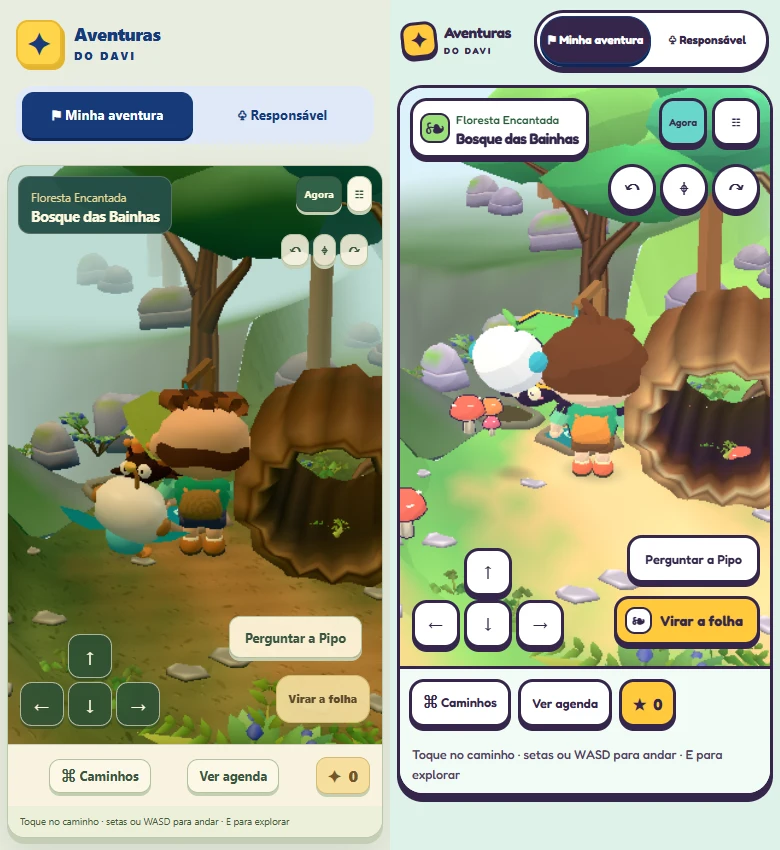 Aventuras
DO DAVI
Minha aventura
Responsável
Floresta Encantada
Bosque das Bainhas
Agora
Perguntar a Pipo
Virar a folha
Caminhos
Ver agenda
0
Toque no caminho · setas ou WASD para andar · E para explorar
Aventuras
DO DAVI
Minha aventura
Responsável
Floresta Encantada
Bosque das Bainhas
Agora
Perguntar a Pipo
Virar a folha
Caminhos
Ver agenda
0
Toque no caminho · setas ou WASD para andar · E para
explorar